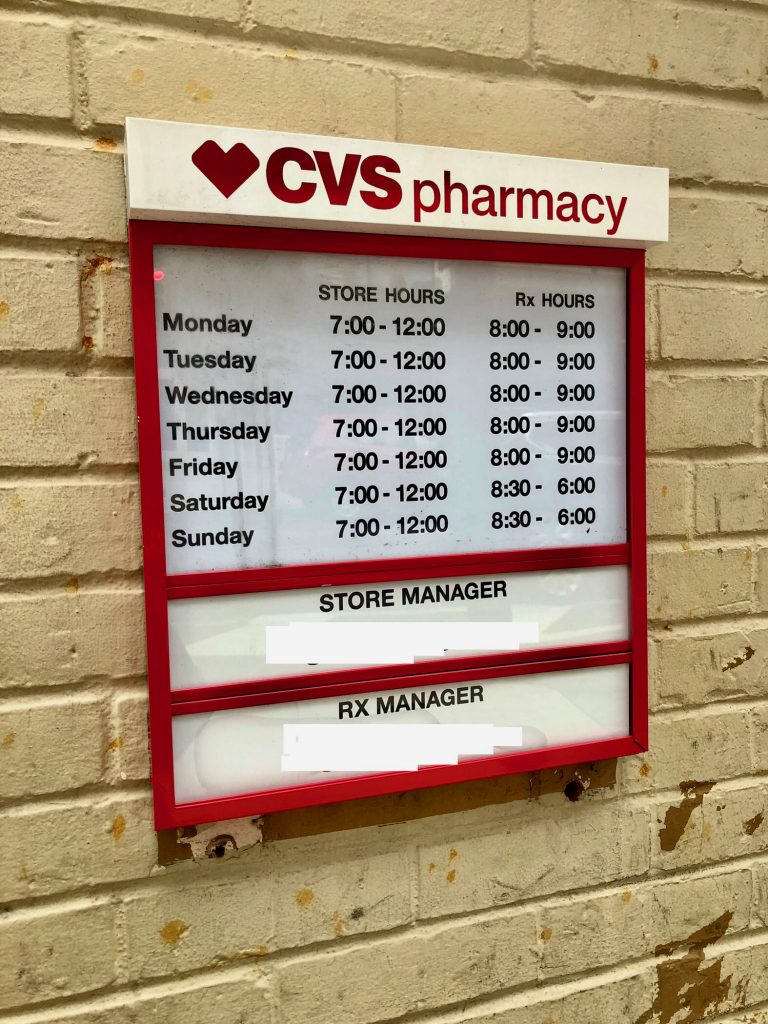 CVS pharmacy
STORE HOURS Rx HOURS
Monday 7:00 - 12:00 8:00 - 9:00
Tuesday 7:00 - 12:00 8:00 - 9:00
Wednesday 7:00 - 12:00 8:00 - 9:00
Thursday 7:00 - 12:00 8:00 - 9:00
Friday 7:00 - 12:00 8:00 - 9:00
Saturday 7:00 - 12:00 8:30 - 6:00
Sunday 7:00 - 12:00 8:30 - 6:00
STORE MANAGER
RX MANAGER